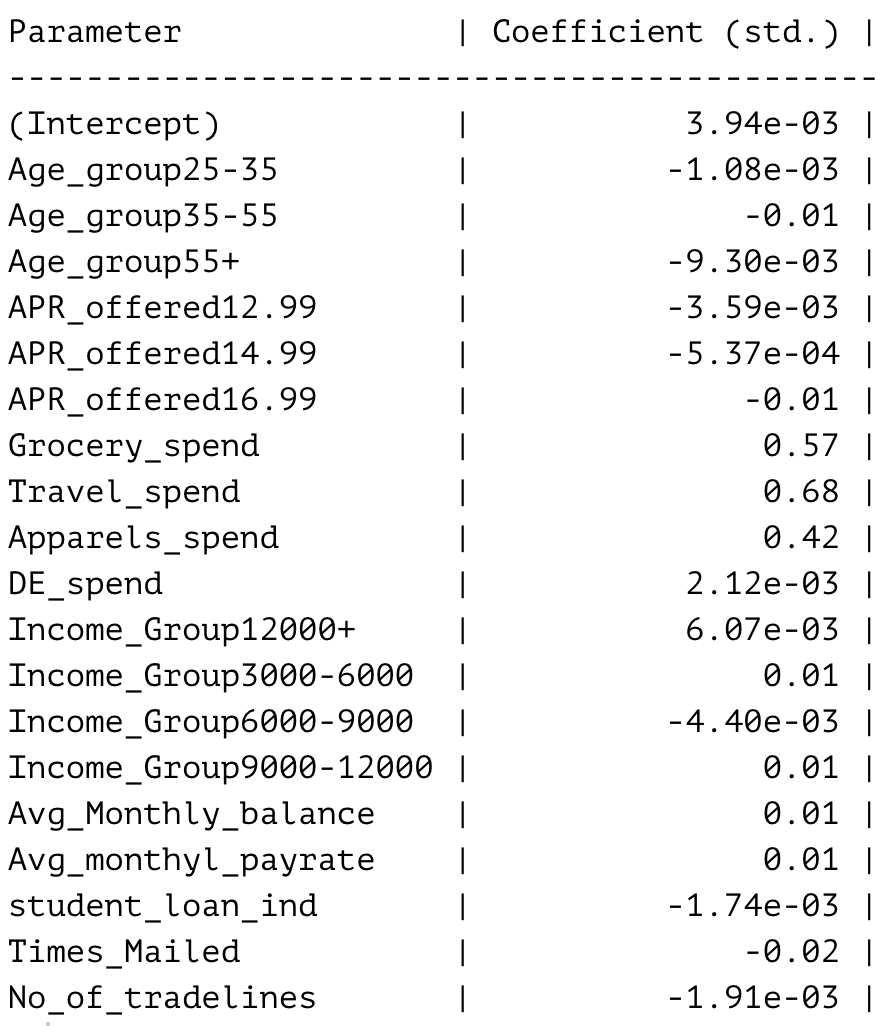 Parameter | Coefficient (std.) |
---------------------------------------------
(Intercept) | 3.94e-03 |
Age_group25-35 | -1.08e-03 |
Age_group35-55 | -0.01 |
Age_group55+ | -9.30e-03 |
APR_offered12.99 | -3.59e-03 |
APR_offered14.99 | -5.37e-04 |
APR_offered16.99 | -0.01 |
Grocery_spend | 0.57 |
Travel_spend | 0.68 |
Apparels_spend | 0.42 |
DE_spend | 2.12e-03 |
Income_Group12000+ | 6.07e-03 |
Income_Group3000-6000 | 0.01 |
Income_Group6000-9000 | -4.40e-03 |
Income_Group9000-12000 | 0.01 |
Avg_Monthly_balance | 0.01 |
Avg_monthyl_payrate | 0.01 |
student_loan_ind | -1.74e-03 |
Times_Mailed | -0.02 |
No_of_tradelines | -1.91e-03 |